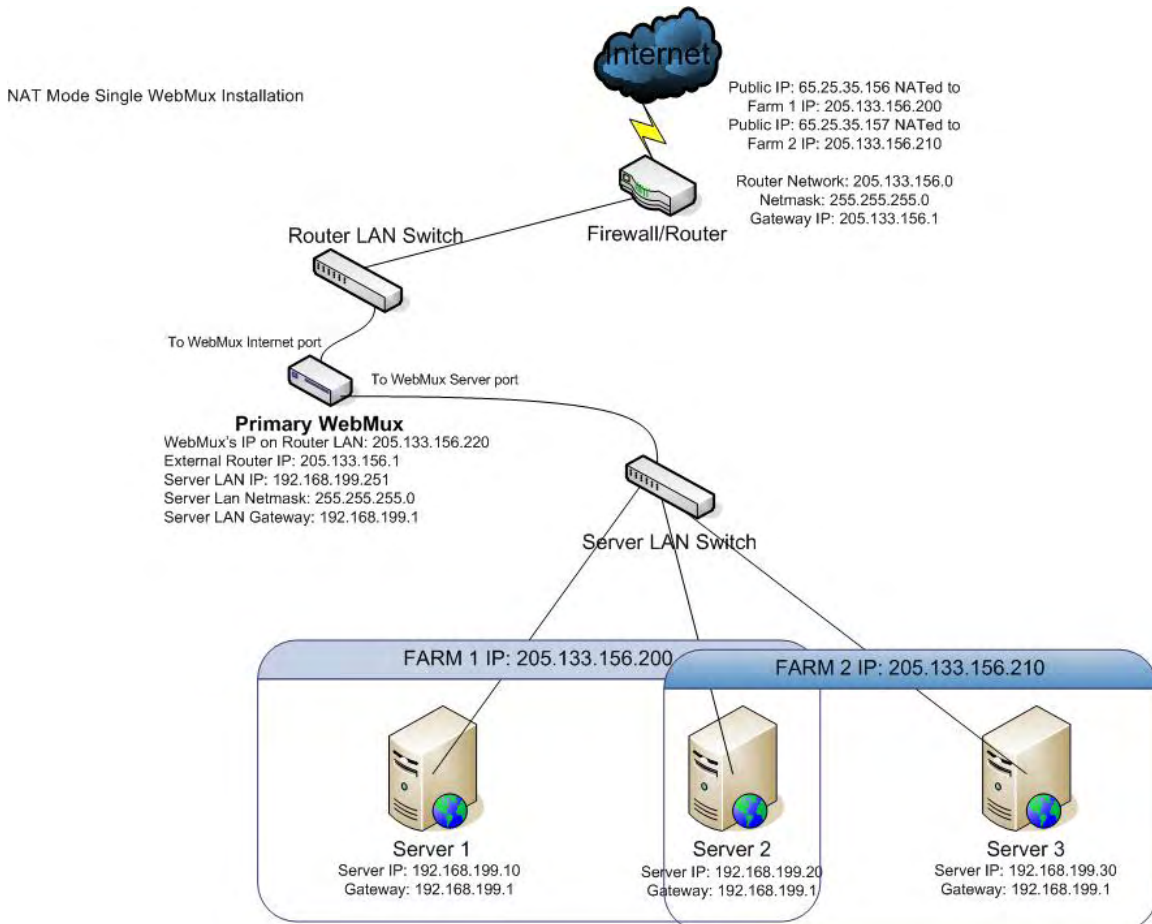 Internet
NAT Mode Single WebMux Installation
Public IP: 65.25.35.156 NATed to
Farm 1 IP: 205.133.156.200
Public IP: 65.25.35.157 NATed to
Farm 2 IP: 205.133.156.210
Router Network: 205.133.156.0
Netmask: 255.255.255.0
Gateway IP: 205.133.156.1
Firewall/Router
Router LAN Switch
To WebMux Internet port
To WebMux Server port
Primary WebMux
WebMux's IP on Router LAN: 205.133.156.220
External Router IP: 205.133.156.1
Server LAN IP: 192.168.199.251
Server Lan Netmask: 255.255.255.0
Server LAN Gateway: 192.168.199.1
Server LAN Switch
FARM 1 IP: 205.133.156.200
FARM 2 IP: 205.133.156.210
Server 1
Server IP: 192.168.199.10
Gateway: 192.168.199.1
Server 2
Server IP: 192.168.199.20
Gateway: 192.168.199.1
Server 3
Server IP: 192.168.199.30
Gateway: 192.168.199.1